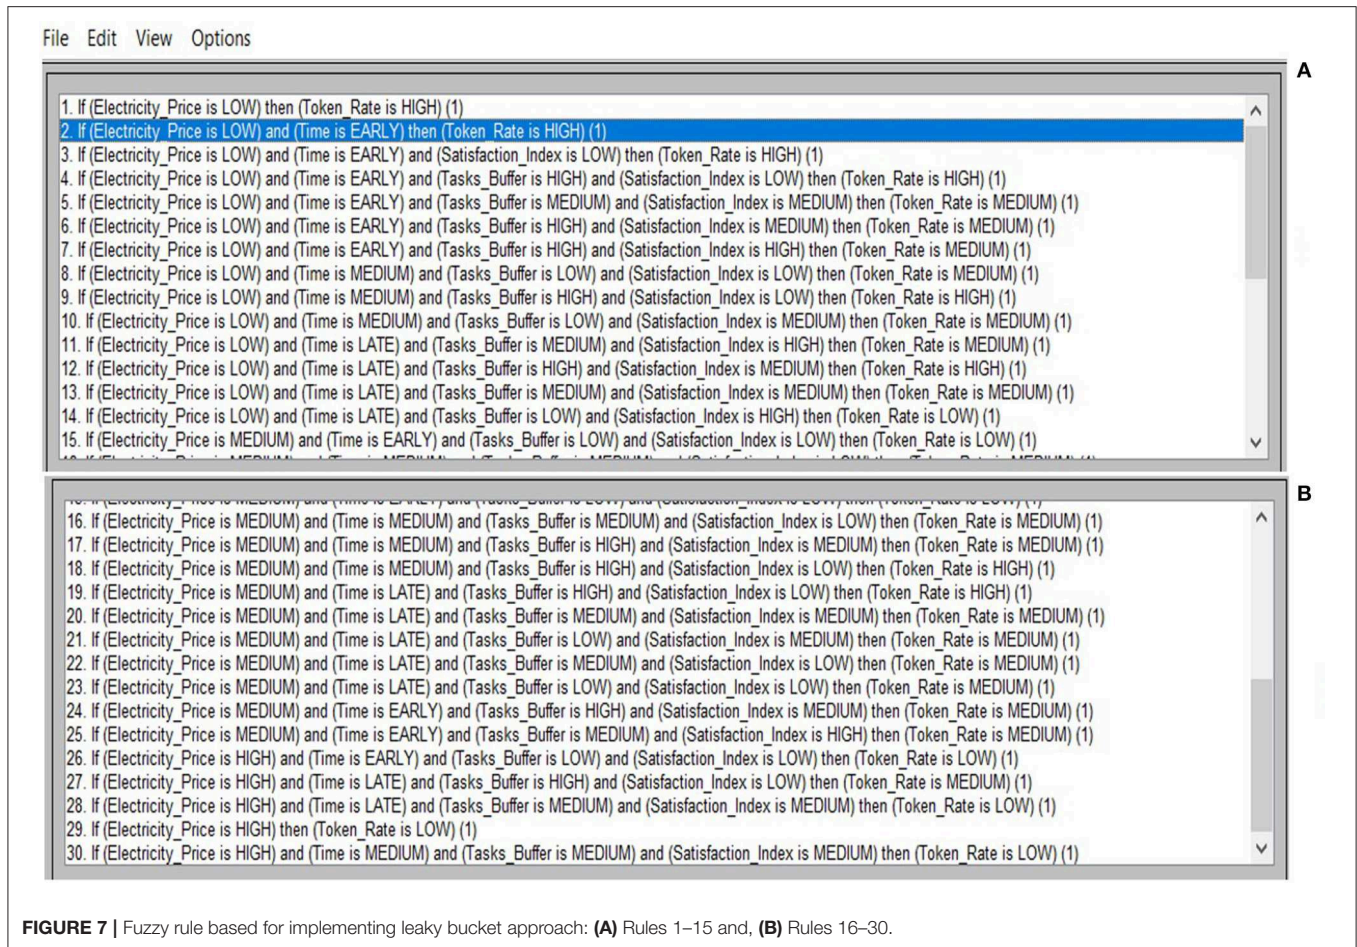 File Edit View Options
A
1. If (Electricity_Price is LOW) then (Token_Rate is HIGH) (1)
2. If (Electricity_Price is LOW) and (Time is EARLY) then (Token_Rate is HIGH) (1)
3. If (Electricity_Price is LOW) and (Time is EARLY) and (Satisfaction_Index is LOW) then (Token_Rate is HIGH) (1)
4. If (Electricity_Price is LOW) and (Time is EARLY) and (Tasks_Buffer is HIGH) and (Satisfaction_Index is LOW) then (Token_Rate is HIGH) (1)
5. If (Electricity_Price is LOW) and (Time is EARLY) and (Tasks_Buffer is MEDIUM) and (Satisfaction_Index is MEDIUM) then (Token_Rate is MEDIUM) (1)
6. If (Electricity_Price is LOW) and (Time is EARLY) and (Tasks_Buffer is HIGH) and (Satisfaction_Index is MEDIUM) then (Token_Rate is MEDIUM) (1)
7. If (Electricity_Price is LOW) and (Time is EARLY) and (Tasks_Buffer is HIGH) and (Satisfaction_Index is HIGH) then (Token_Rate is MEDIUM) (1)
8. If (Electricity_Price is LOW) and (Time is MEDIUM) and (Tasks_Buffer is LOW) and (Satisfaction_Index is LOW) then (Token_Rate is MEDIUM) (1)
9. If (Electricity_Price is LOW) and (Time is MEDIUM) and (Tasks_Buffer is HIGH) and (Satisfaction_Index is LOW) then (Token_Rate is HIGH) (1)
10. If (Electricity_Price is LOW) and (Time is MEDIUM) and (Tasks_Buffer is LOW) and (Satisfaction_Index is MEDIUM) then (Token_Rate is MEDIUM) (1)
11. If (Electricity_Price is LOW) and (Time is LATE) and (Tasks_Buffer is MEDIUM) and (Satisfaction_Index is HIGH) then (Token_Rate is MEDIUM) (1)
12. If (Electricity_Price is LOW) and (Time is LATE) and (Tasks_Buffer is HIGH) and (Satisfaction_Index is MEDIUM) then (Token_Rate is HIGH) (1)
13. If (Electricity_Price is LOW) and (Time is LATE) and (Tasks_Buffer is MEDIUM) and (Satisfaction_Index is MEDIUM) then (Token_Rate is MEDIUM) (1)
14. If (Electricity_Price is LOW) and (Time is LATE) and (Tasks_Buffer is LOW) and (Satisfaction_Index is HIGH) then (Token_Rate is LOW) (1)
15. If (Electricity_Price is MEDIUM) and (Time is EARLY) and (Tasks_Buffer is LOW) and (Satisfaction_Index is LOW) then (Token_Rate is LOW) (1)
B
16. If (Electricity_Price is MEDIUM) and (Time is MEDIUM) and (Tasks_Buffer is MEDIUM) and (Satisfaction_Index is LOW) then (Token_Rate is MEDIUM) (1)
17. If (Electricity_Price is MEDIUM) and (Time is MEDIUM) and (Tasks_Buffer is HIGH) and (Satisfaction_Index is MEDIUM) then (Token_Rate is MEDIUM) (1)
18. If (Electricity_Price is MEDIUM) and (Time is MEDIUM) and (Tasks_Buffer is HIGH) and (Satisfaction_Index is LOW) then (Token_Rate is HIGH) (1)
19. If (Electricity_Price is MEDIUM) and (Time is LATE) and (Tasks_Buffer is HIGH) and (Satisfaction_Index is LOW) then (Token_Rate is HIGH) (1)
20. If (Electricity_Price is MEDIUM) and (Time is LATE) and (Tasks_Buffer is MEDIUM) and (Satisfaction_Index is MEDIUM) then (Token_Rate is MEDIUM) (1)
21. If (Electricity_Price is MEDIUM) and (Time is LATE) and (Tasks_Buffer is LOW) and (Satisfaction_Index is MEDIUM) then (Token_Rate is MEDIUM) (1)
22. If (Electricity_Price is MEDIUM) and (Time is LATE) and (Tasks_Buffer is MEDIUM) and (Satisfaction_Index is LOW) then (Token_Rate is MEDIUM) (1)
23. If (Electricity_Price is MEDIUM) and (Time is LATE) and (Tasks_Buffer is LOW) and (Satisfaction_Index is LOW) then (Token_Rate is MEDIUM) (1)
24. If (Electricity_Price is MEDIUM) and (Time is EARLY) and (Tasks_Buffer is HIGH) and (Satisfaction_Index is MEDIUM) then (Token_Rate is MEDIUM) (1)
25. If (Electricity_Price is MEDIUM) and (Time is EARLY) and (Tasks_Buffer is MEDIUM) and (Satisfaction_Index is HIGH) then (Token_Rate is MEDIUM) (1)
26. If (Electricity_Price is HIGH) and (Time is EARLY) and (Tasks_Buffer is LOW) and (Satisfaction_Index is LOW) then (Token_Rate is LOW) (1)
27. If (Electricity_Price is HIGH) and (Time is LATE) and (Tasks_Buffer is HIGH) and (Satisfaction_Index is LOW) then (Token_Rate is MEDIUM) (1)
28. If (Electricity_Price is HIGH) and (Time is LATE) and (Tasks_Buffer is MEDIUM) and (Satisfaction_Index is MEDIUM) then (Token_Rate is LOW) (1)
29. If (Electricity_Price is HIGH) then (Token_Rate is LOW) (1)
30. If (Electricity_Price is HIGH) and (Time is MEDIUM) and (Tasks_Buffer is MEDIUM) and (Satisfaction_Index is MEDIUM) then (Token_Rate is LOW) (1)
FIGURE 7 | Fuzzy rule based for implementing leaky bucket approach: (A) Rules 1–15 and, (B) Rules 16–30.